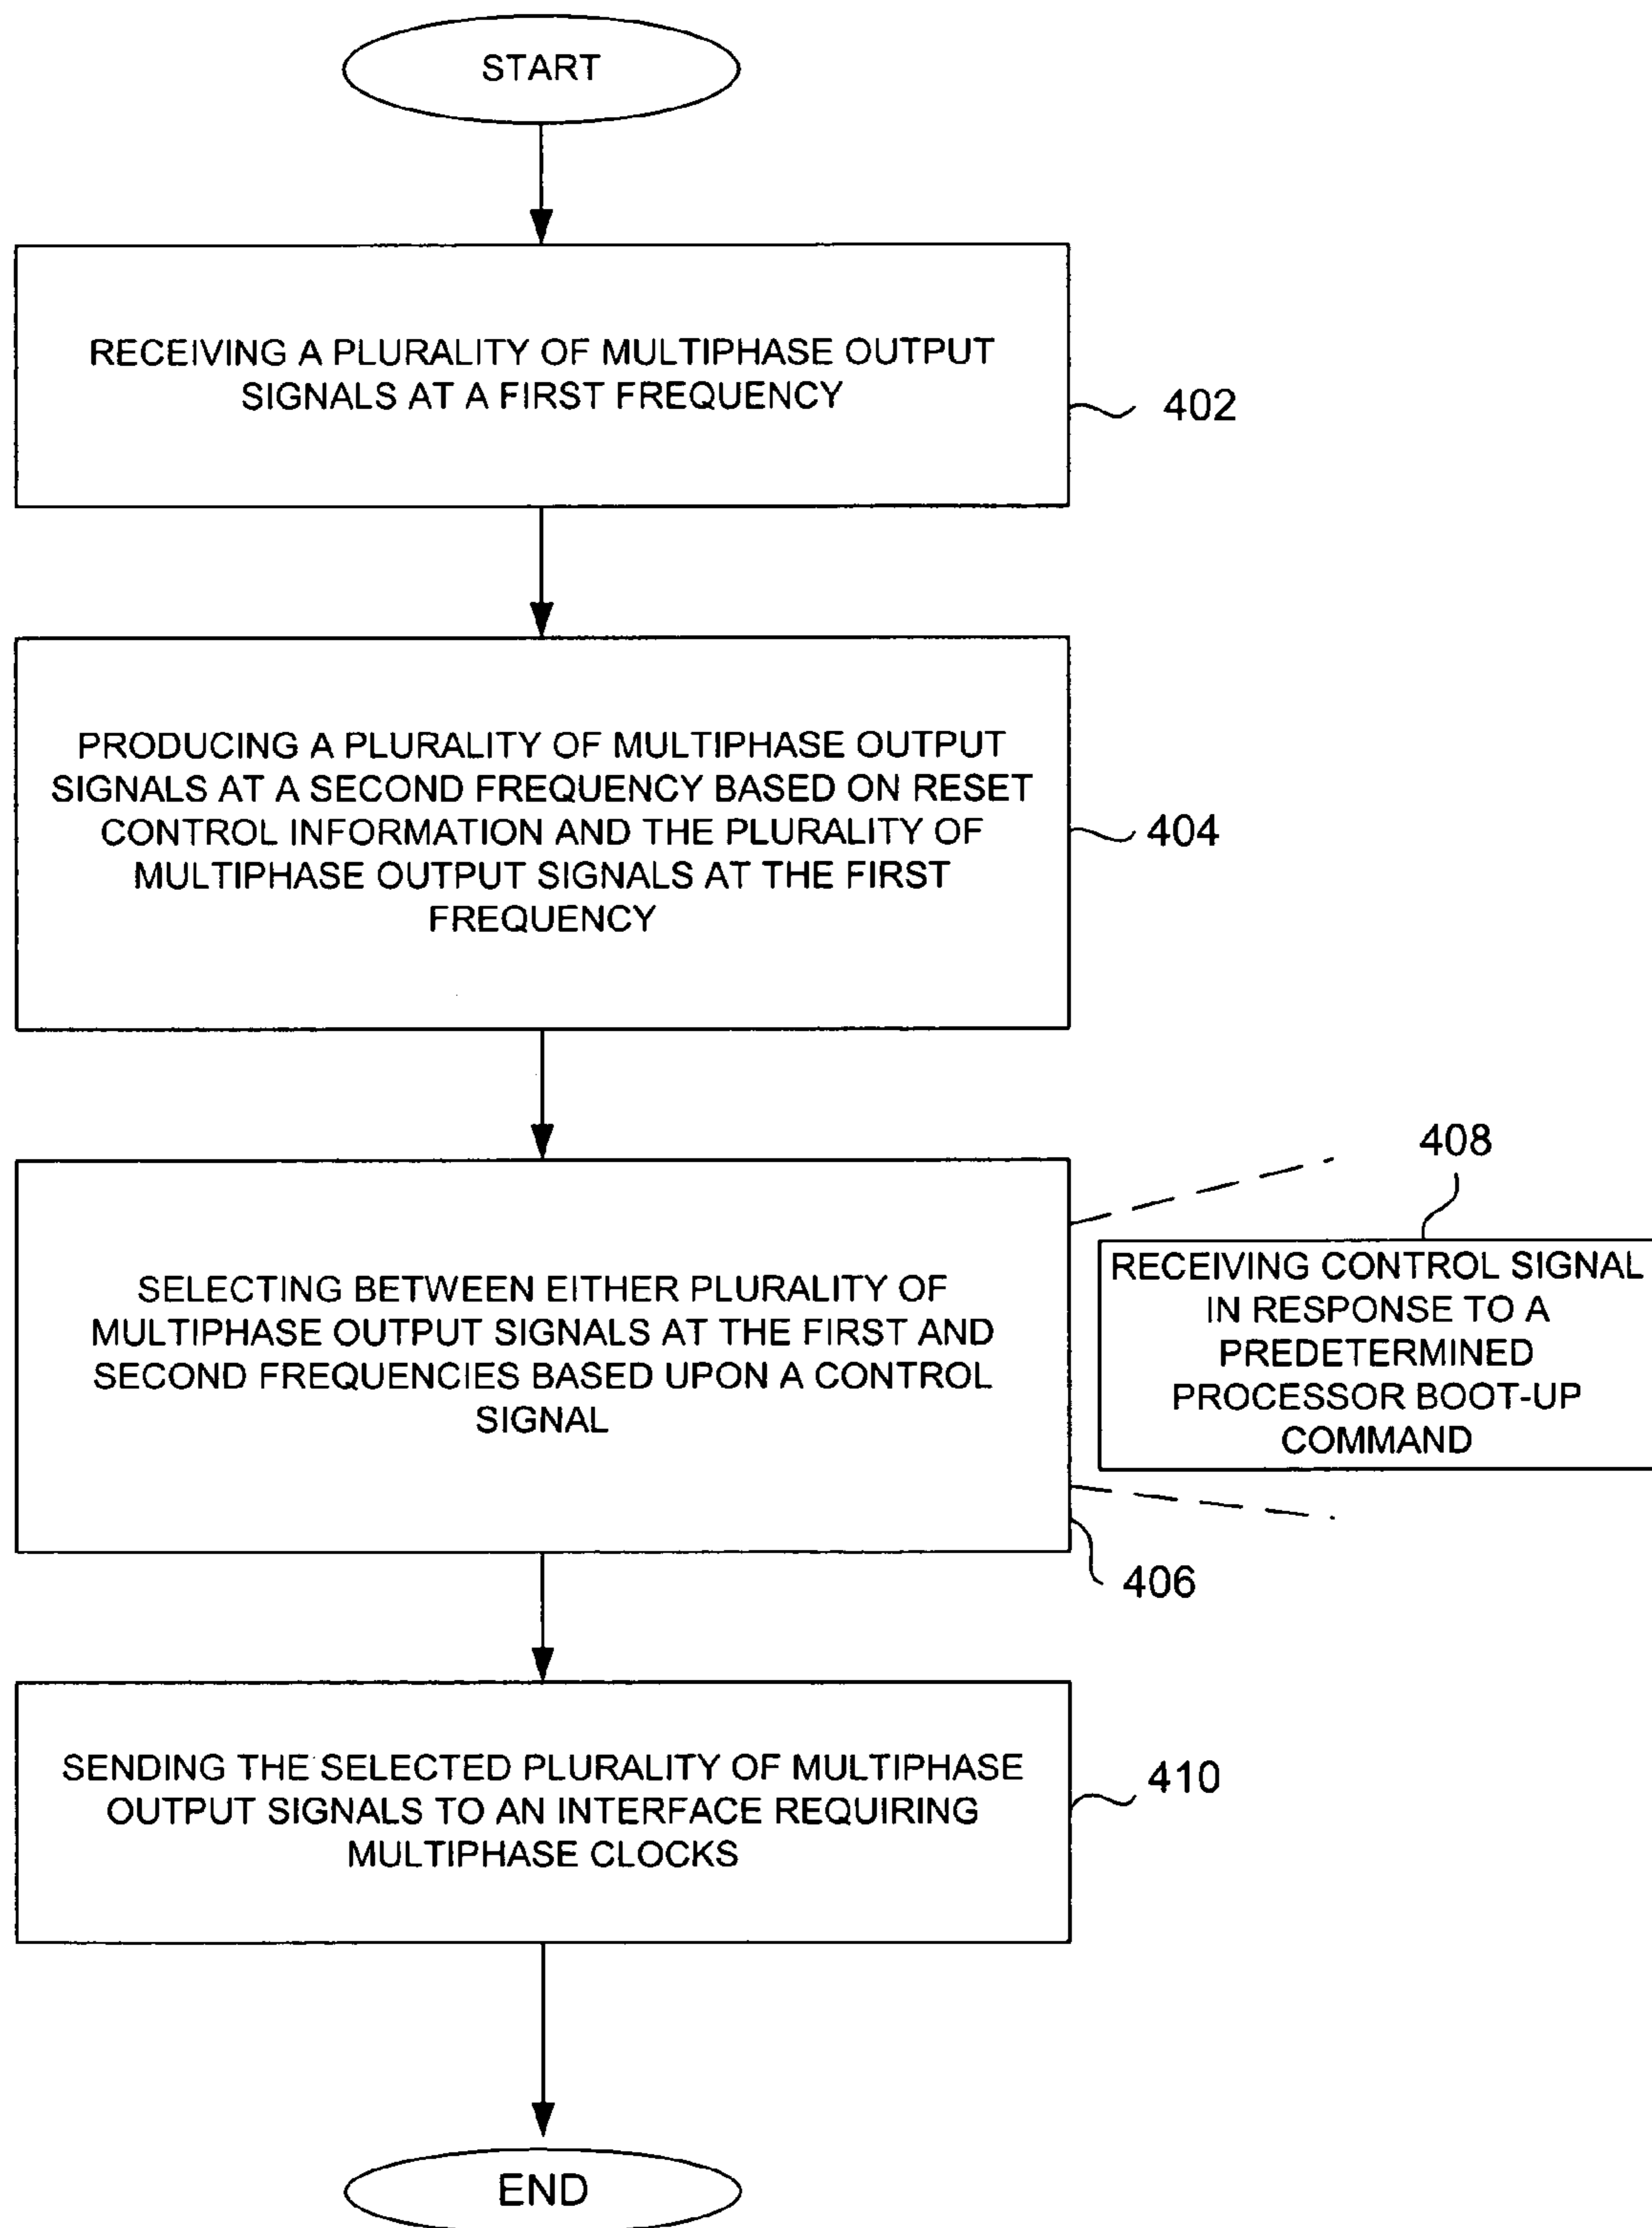 START
RECEIVING A PLURALITY OF MULTIPHASE OUTPUT
SIGNALS AT A FIRST FREQUENCY
402
PRODUCING A PLURALITY OF MULTIPHASE OUTPUT
SIGNALS AT A SECOND FREQUENCY BASED ON RESET
CONTROL INFORMATION AND THE PLURALITY OF
MULTIPHASE OUTPUT SIGNALS AT THE FIRST
FREQUENCY
404
SELECTING BETWEEN EITHER PLURALITY OF
MULTIPHASE OUTPUT SIGNALS AT THE FIRST AND
SECOND FREQUENCIES BASED UPON A CONTROL
SIGNAL
408
RECEIVING CONTROL SIGNAL
IN RESPONSE TO A
PREDETERMINED
PROCESSOR BOOT-UP
COMMAND
406
SENDING THE SELECTED PLURALITY OF MULTIPHASE
OUTPUT SIGNALS TO AN INTERFACE REQUIRING
MULTIPHASE CLOCKS
410
END